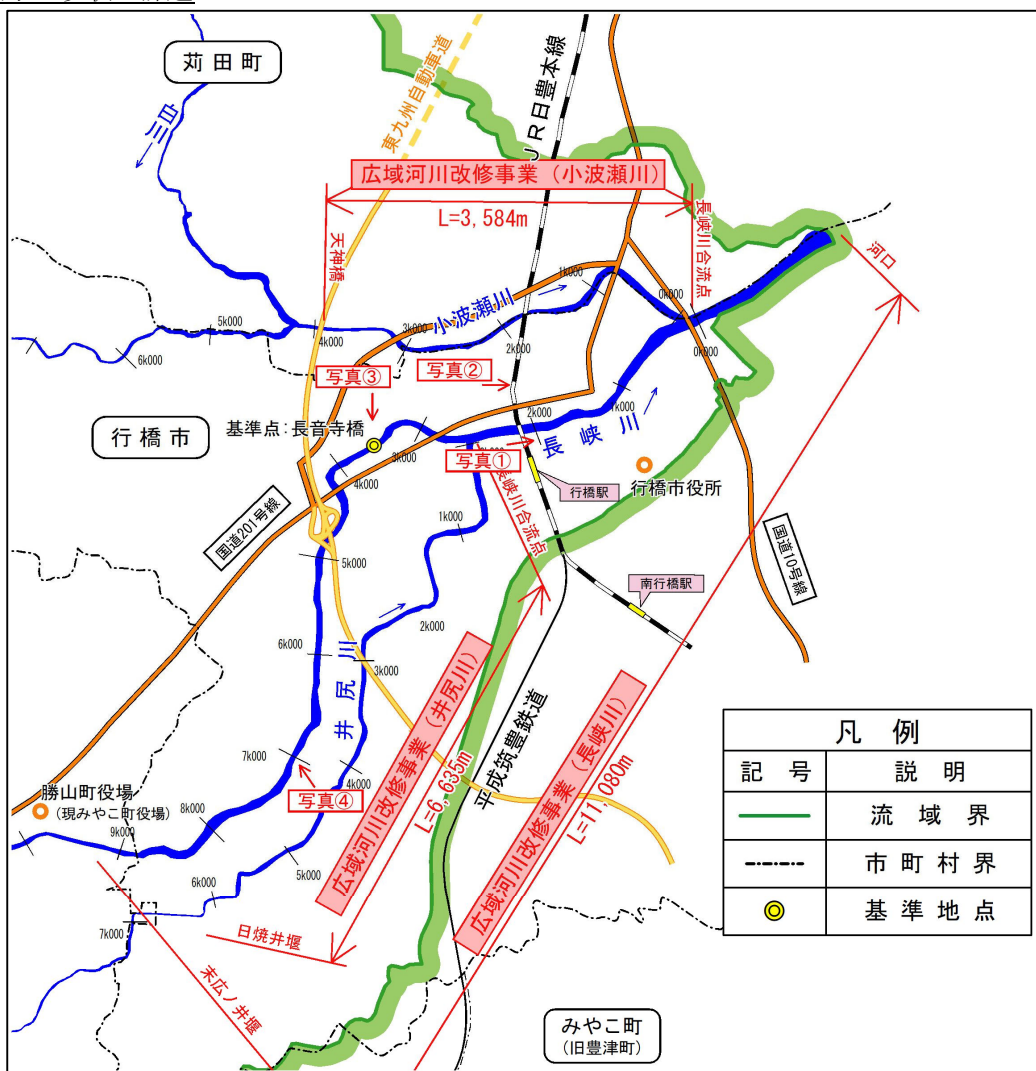 苅田町
東九州自動車道
JR日豊本線
広域河川改修事業（小波瀬川）
L=3,584m
天神橋
長峡川合流点
河口
小波瀬川
1k000
0k000
0k000
5k000
4k000
3k000
2k000
6k000
写真③
写真②
1k000
行橋市
基準点：長音寺橋
2k000
長峡川
3k000
写真①
4k000
長峡川合流点
行橋駅
行橋市役所
国道201号線
1k000
国道10号線
5k000
南行橋駅
2k000
6k000
井尻川
3k000
広域河川改修事業（井尻川）
L=6,635m
平成筑豊鉄道
広域河川改修事業（長峡川）
L=11,080m
7k000
4k000
写真④
勝山町役場
（現みやこ町役場）
8k000
9k000
5k000
6k000
7k000
日焼井堰
末広ノ井堰
みやこ町
（旧豊津町）
凡例
記号 説明
流域界
市町村界
基準地点